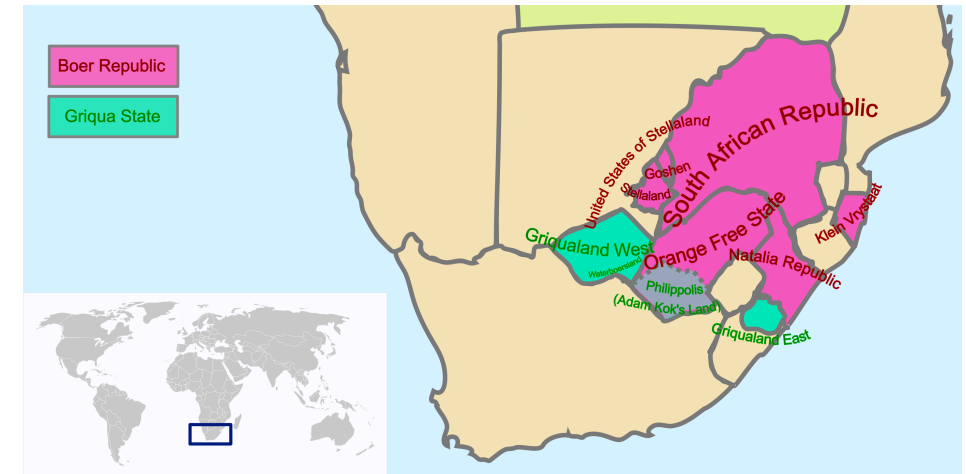 Boer Republic
Griqua State
South African Republic
United States of Stellaland
Goshen
Stellaland
Klein Vrystaat
Orange Free State
Griqualand West
Waterboersland
Natalia Republic
Philippolis
(Adam Kok's Land)
Griqualand East